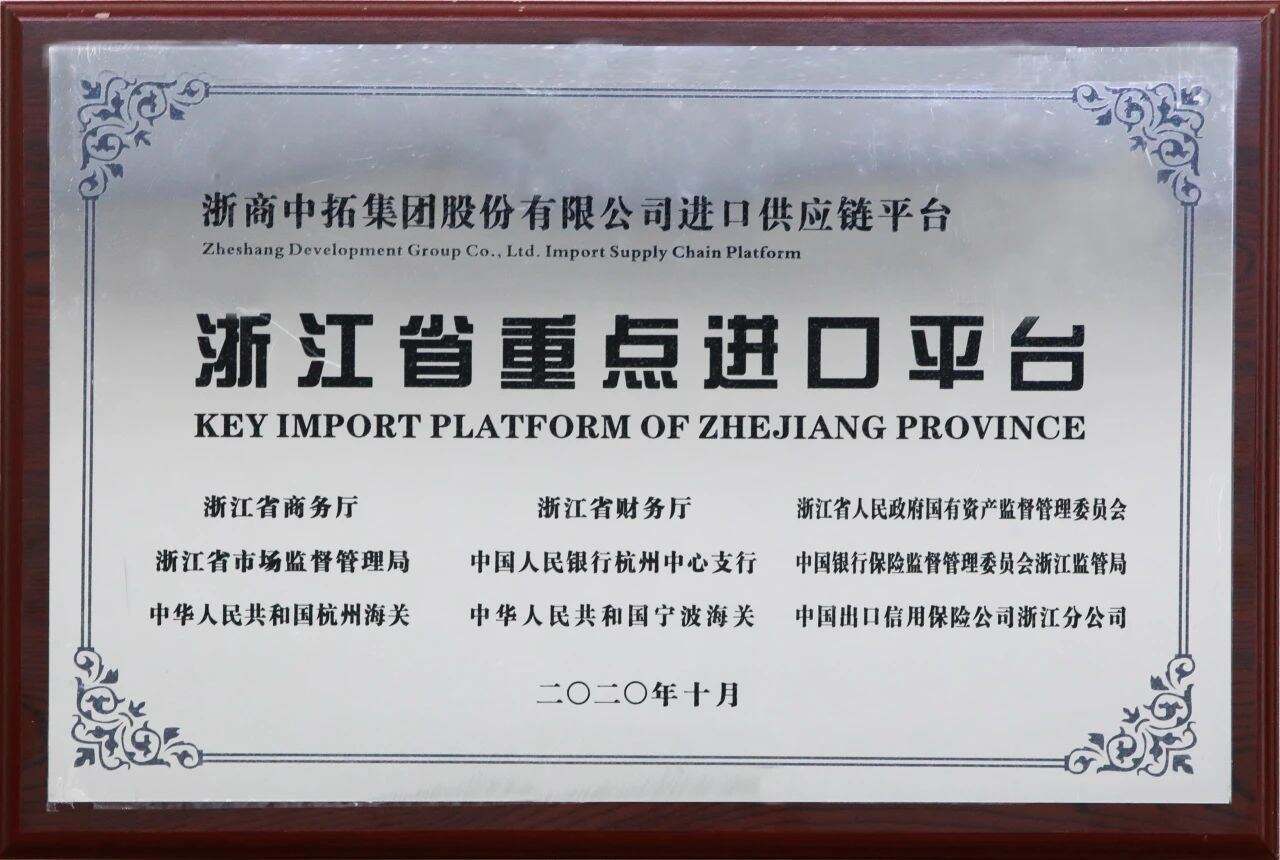 浙商中拓集团股份有限公司进口供应链平台
Zheshang Development Group Co., Ltd. Import Supply Chain Platform
浙江省重点进口平台
KEY IMPORT PLATFORM OF ZHEJIANG PROVINCE
浙江省商务厅 浙江省财务厅 浙江省人民政府国有资产监督管理委员会
浙江省市场监督管理局 中国人民银行杭州中心支行 中国银行保险监督管理委员会浙江监管局
中华人民共和国杭州海关 中华人民共和国宁波海关 中国出口信用保险公司浙江分公司
二〇二〇年十月